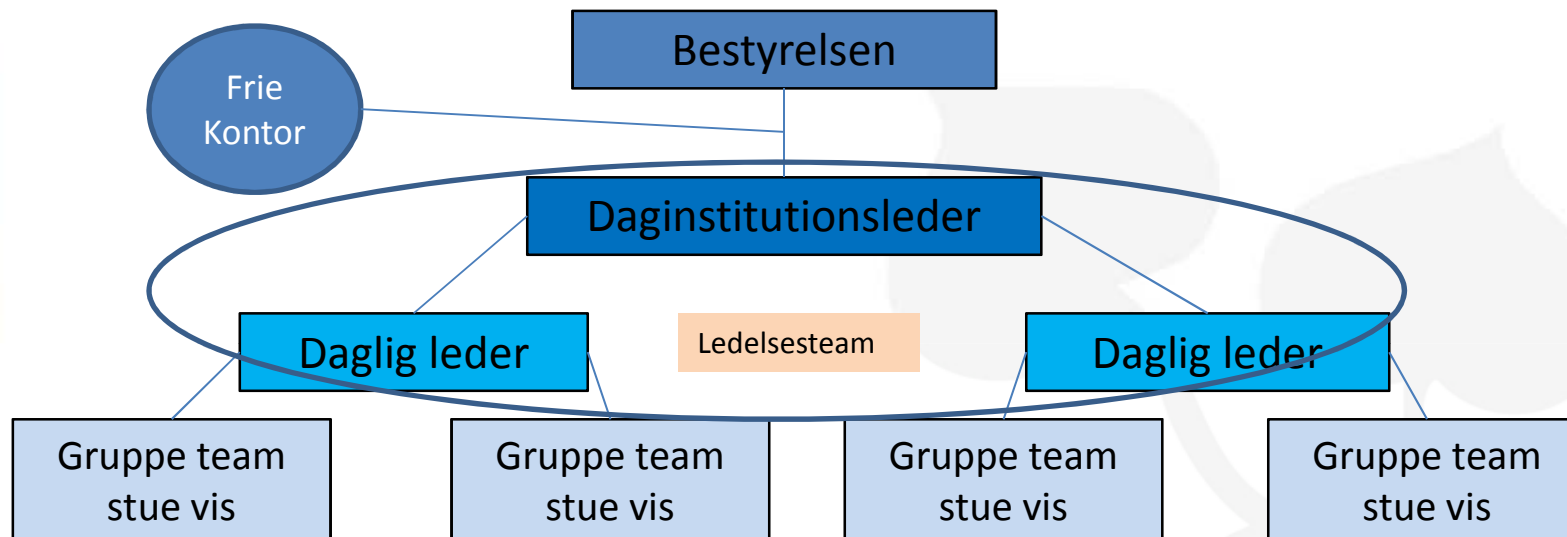 Bestyrelsen
Frie
Kontor
Daginstitutionsleder
Daglig leder
Ledelsesteam
Daglig leder
Gruppe team
stue vis
Gruppe team
stue vis
Gruppe team
stue vis
Gruppe team
stue vis